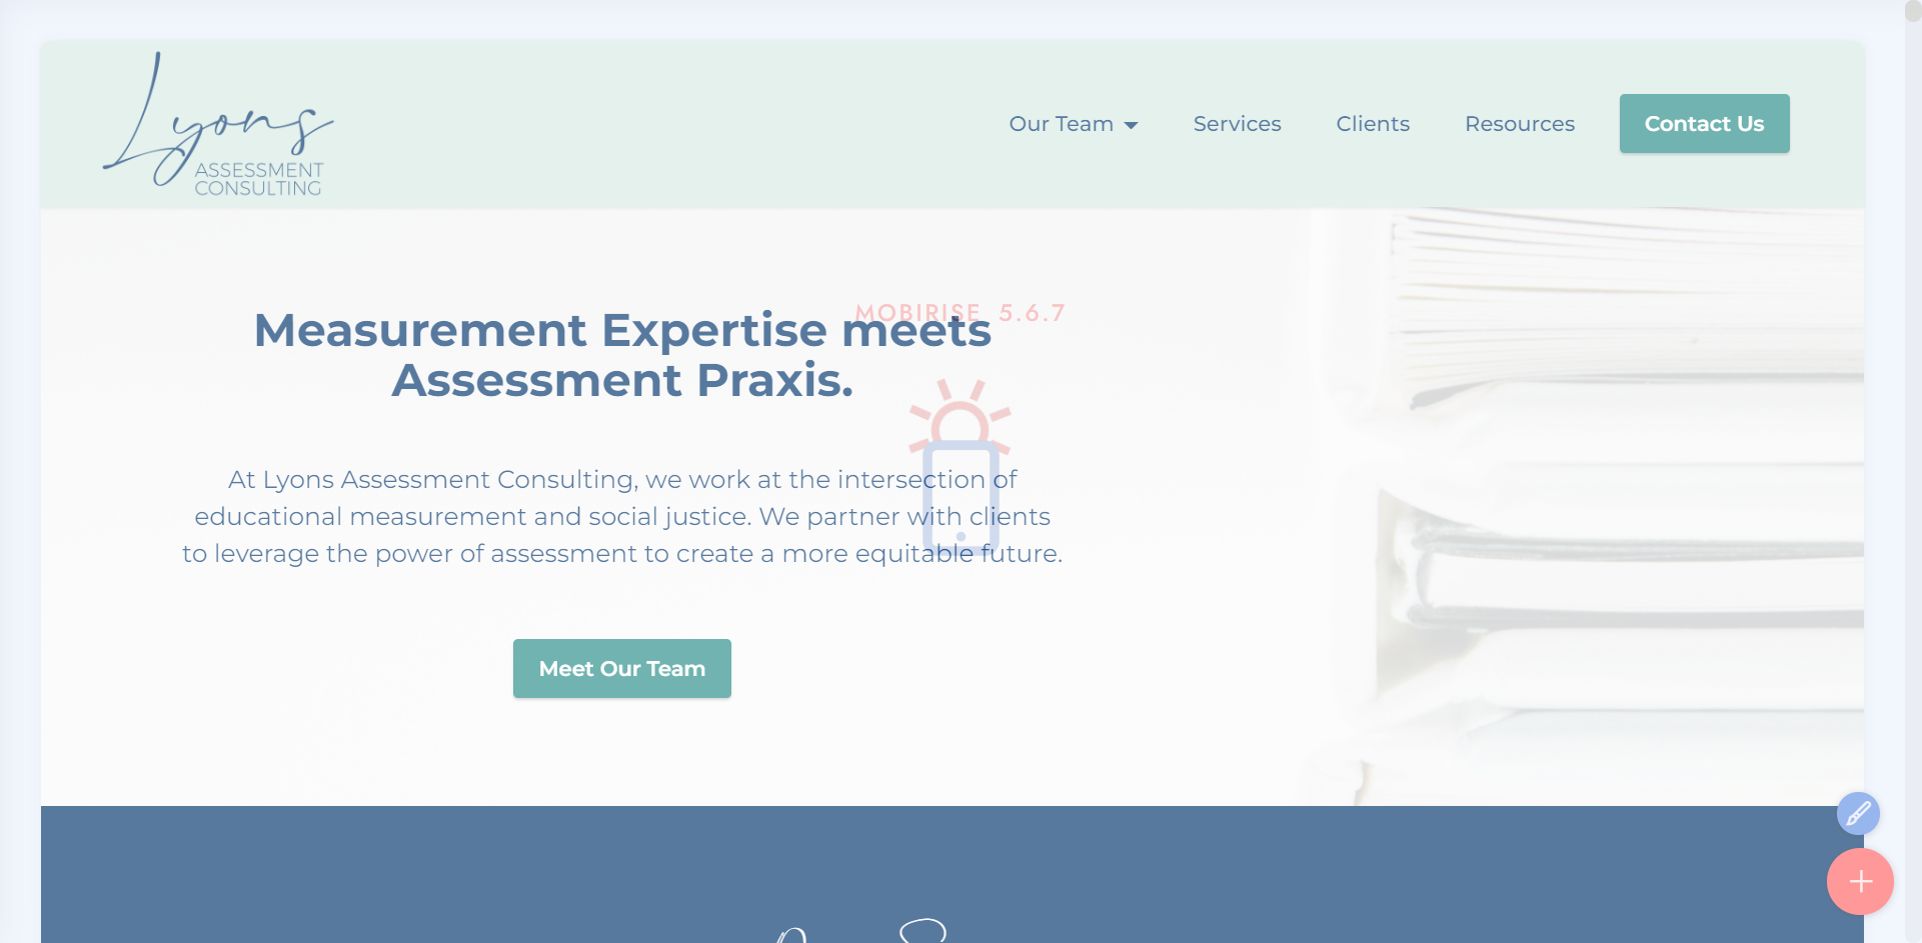 Lyons
ASSESSMENT
CONSULTING
Our Team
Services
Clients
Resources
Contact Us
MOBIRISE 5.6.7
Measurement Expertise meets
Assessment Praxis.
At Lyons Assessment Consulting, we work at the intersection of
educational measurement and social justice. We partner with clients
to leverage the power of assessment to create a more equitable future.
Meet Our Team